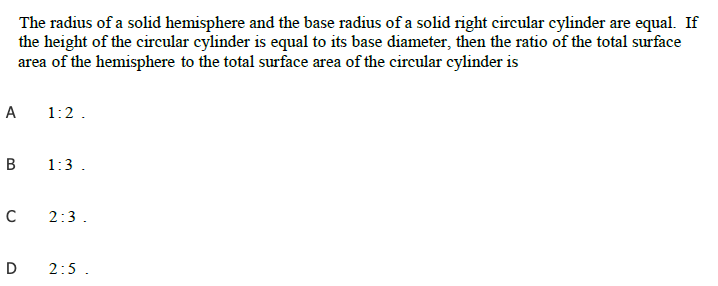 The radius of a solid hemisphere and the base radius of a solid right circular cylinder are equal. If
the height of the circular cylinder is equal to its base diameter, then the ratio of the total surface
area of the hemisphere to the total surface area of the circular cylinder is
A 1:2 .
B 1:3 .
C 2:3 .
D 2:5 .